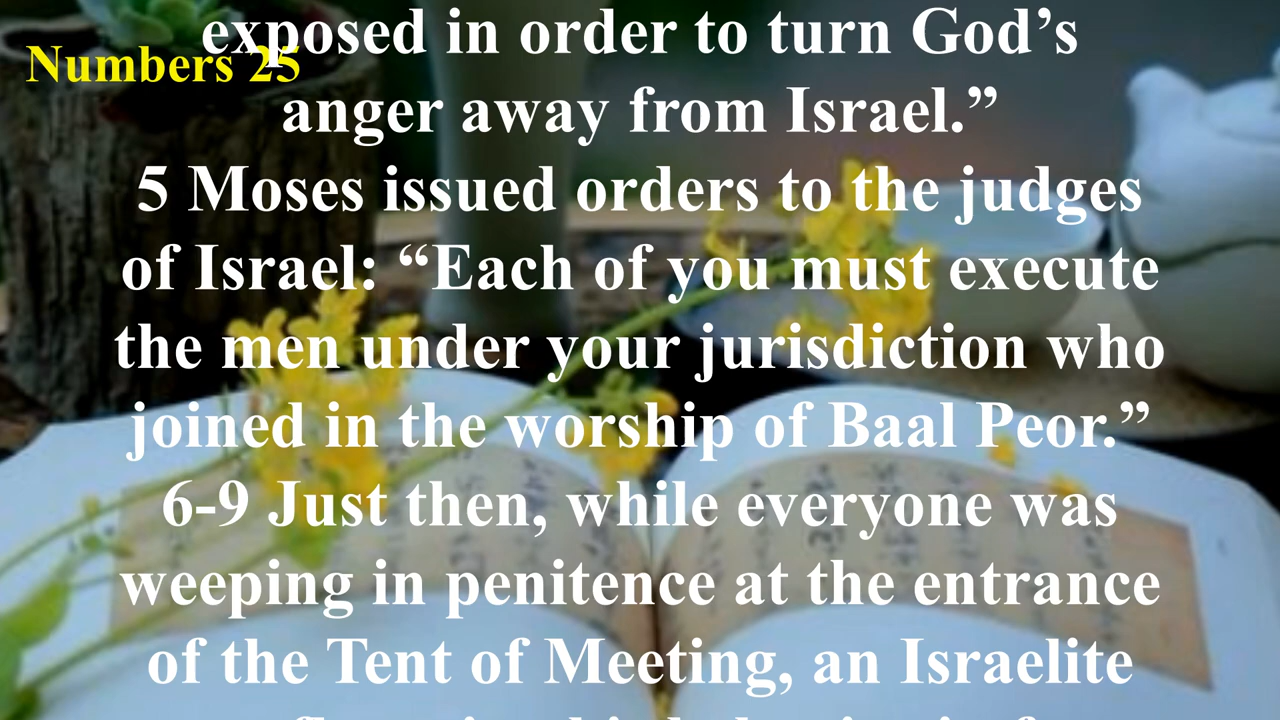 exposed in order to turn God’s
Numbers 25
anger away from Israel.”
5 Moses issued orders to the judges
of Israel: “Each of you must execute
the men under your jurisdiction who
joined in the worship of Baal Peor.”
6-9 Just then, while everyone was
weeping in penitence at the entrance
of the Tent of Meeting, an Israelite